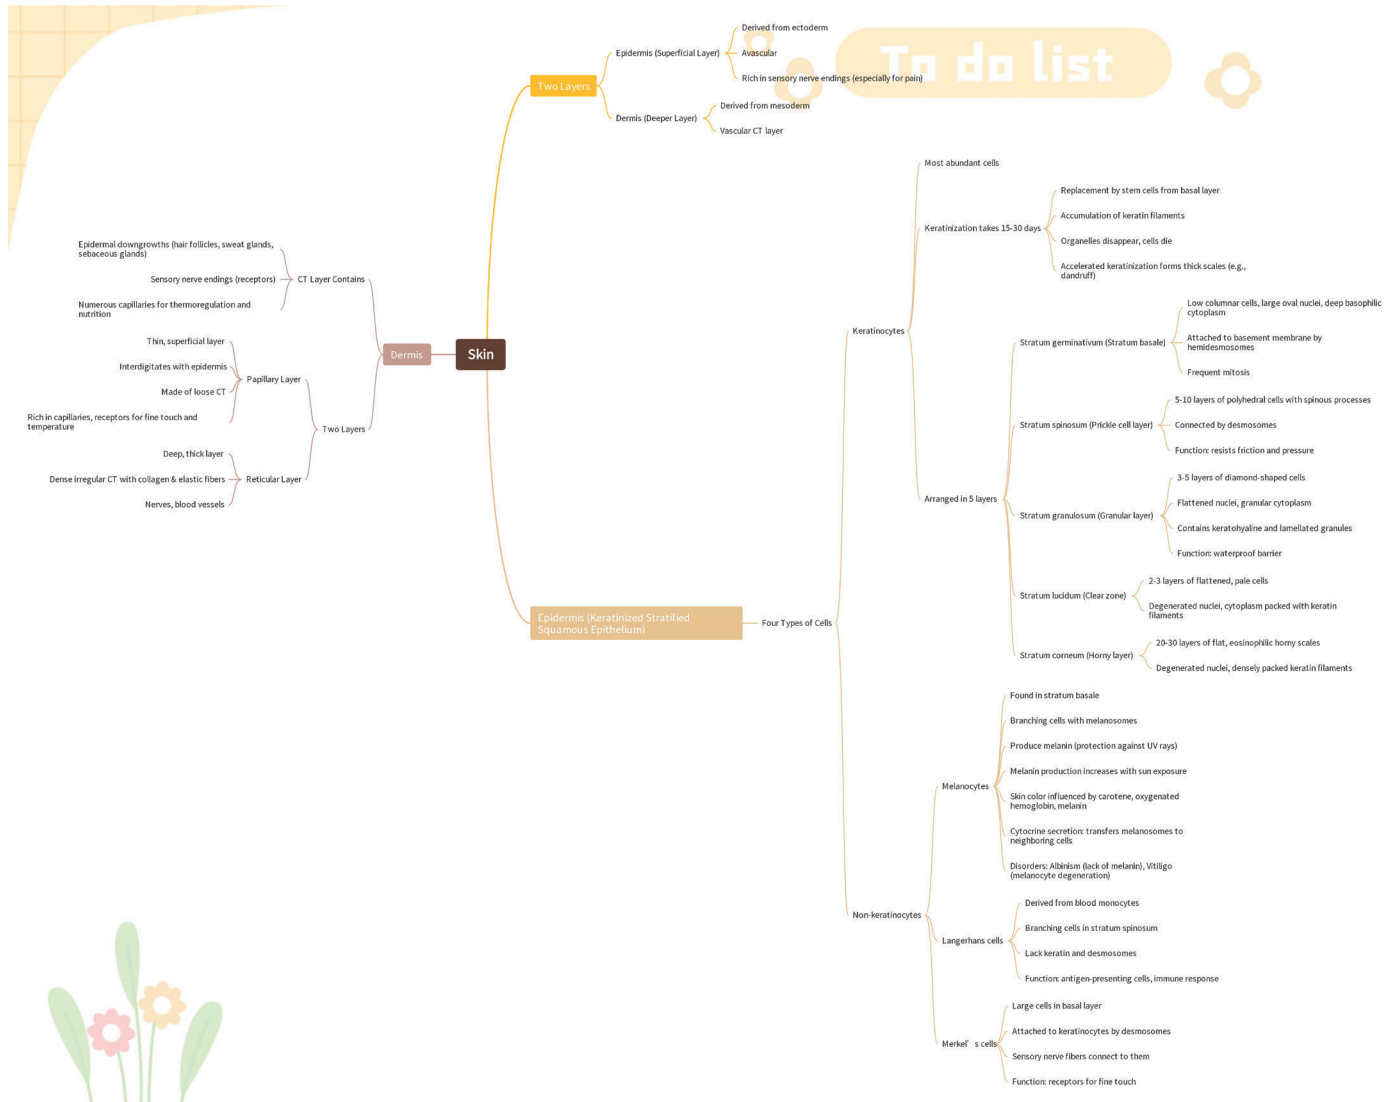 To do list
Skin
Two Layers
Epidermis (Superficial Layer)
Derived from ectoderm
Avascular
Rich in sensory nerve endings (especially for pain)
Dermis (Deeper Layer)
Derived from mesoderm
Vascular CT layer
Epidermis (Keratinized Stratified
Squamous Epithelium)
Four Types of Cells
Keratinocytes
Most abundant cells
Keratinization takes 15-30 days
Replacement by stem cells from basal layer
Accumulation of keratin filaments
Organelles disappear, cells die
Accelerated keratinization forms thick scales (e.g.,
dandruff)
Arranged in 5 layers
Stratum germinativum (Stratum basale)
Low columnar cells, large oval nuclei, deep basophilic
cytoplasm
Attached to basement membrane by
hemidesmosomes
Frequent mitosis
Stratum spinosum (Prickle cell layer)
5-10 layers of polyhedral cells with spinous processes
Connected by desmosomes
Function: resists friction and pressure
Stratum granulosum (Granular layer)
3-5 layers of diamond-shaped cells
Flattened nuclei, granular cytoplasm
Contains keratohyaline and lamellated granules
Function: waterproof barrier
Stratum lucidum (Clear zone)
2-3 layers of flattened, pale cells
Degenerated nuclei, cytoplasm packed with keratin
filaments
Stratum corneum (Horny layer)
20-30 layers of flat, eosinophilic horny scales
Degenerated nuclei, densely packed keratin filaments
Non-keratinocytes
Melanocytes
Found in stratum basale
Branching cells with melanosomes
Produce melanin (protection against UV rays)
Melanin production increases with sun exposure
Skin color influenced by carotene, oxygenated
hemoglobin, melanin
Cytocrine secretion: transfers melanosomes to
neighboring cells
Disorders: Albinism (lack of melanin), Vitiligo
(melanocyte degeneration)
Langerhans cells
Derived from blood monocytes
Branching cells in stratum spinosum
Lack keratin and desmosomes
Function: antigen-presenting cells, immune response
Merkel’s cells
Large cells in basal layer
Attached to keratinocytes by desmosomes
Sensory nerve fibers connect to them
Function: receptors for fine touch
Dermis
CT Layer Contains
Epidermal downgrowths (hair follicles, sweat glands,
sebaceous glands)
Sensory nerve endings (receptors)
Numerous capillaries for thermoregulation and
nutrition
Two Layers
Papillary Layer
Thin, superficial layer
Interdigitates with epidermis
Made of loose CT
Rich in capillaries, receptors for fine touch and
temperature
Reticular Layer
Deep, thick layer
Dense irregular CT with collagen & elastic fibers
Nerves, blood vessels